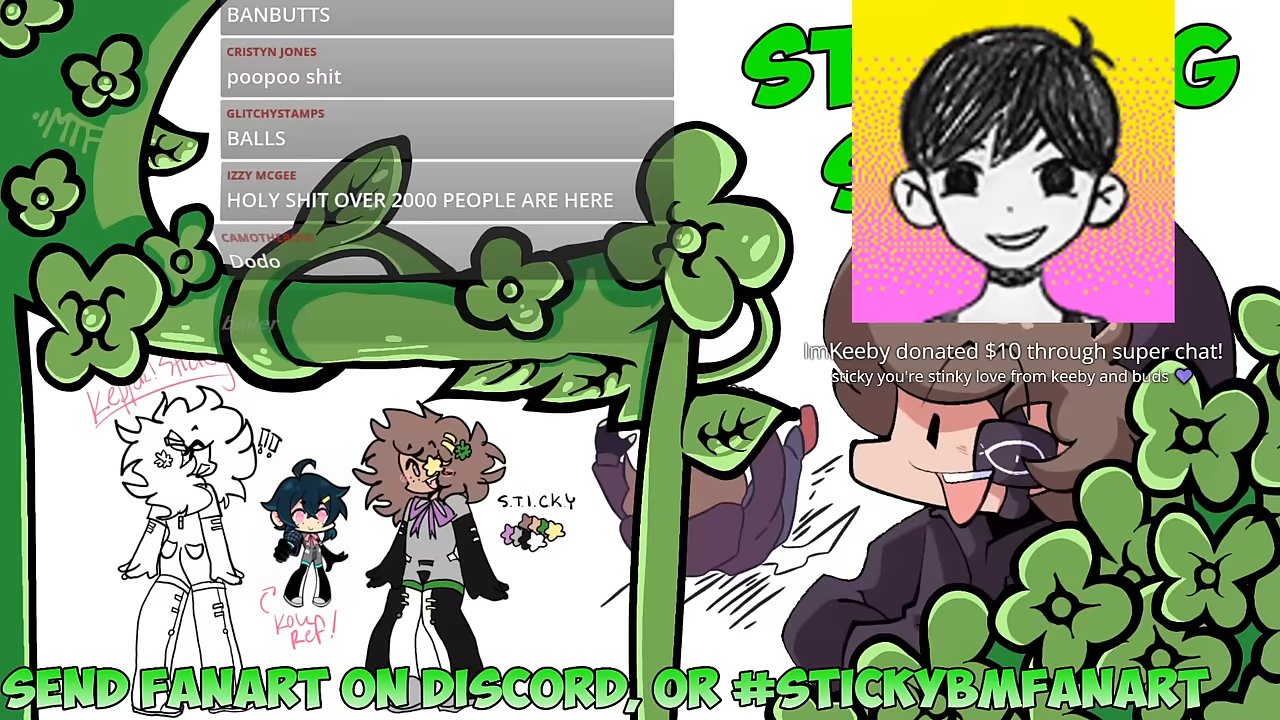 BANBUTTS
CRISTYN JONES
poopoo shit
GLITCHYSTAMPS
BALLS
IZZY MCGEE
HOLY SHIT OVER 2000 PEOPLE ARE HERE
Dodo
ImKeeby donated $10 through super chat!
sticky you're stinky love from keeby and buds 💜
!!!
S.T.I.C.K.Y
Ref!
SEND FANART ON DISCORD, OR #STICKYBMFANART